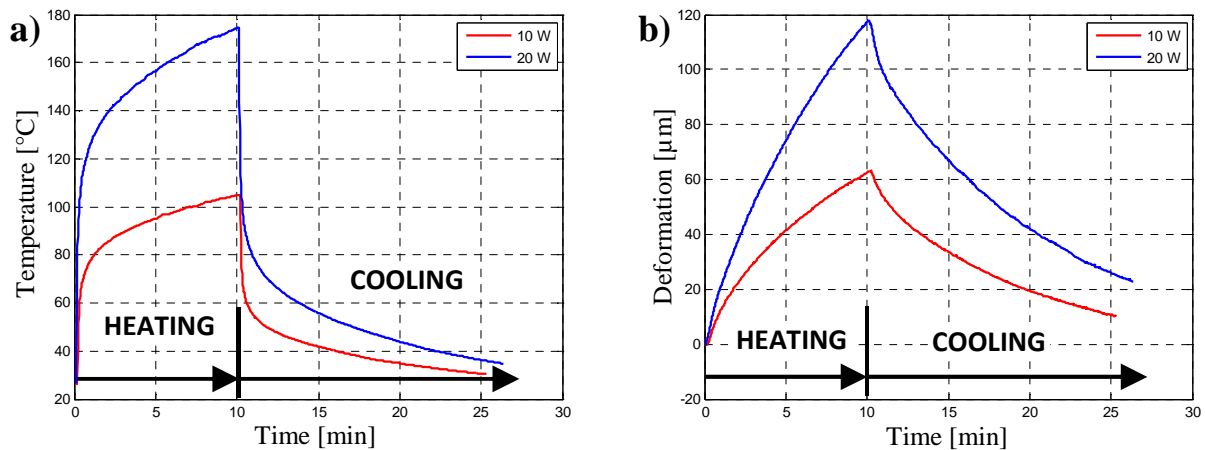 a)
Temperature [°C]
180
160
140
120
100
80
60
40
20
10 W
20 W
HEATING
COOLING
0
5
10
15
20
25
30
Time [min]
b)
Deformation [µm]
120
100
80
60
40
20
0
-20
10 W
20 W
HEATING
COOLING
0
5
10
15
20
25
30
Time [min]